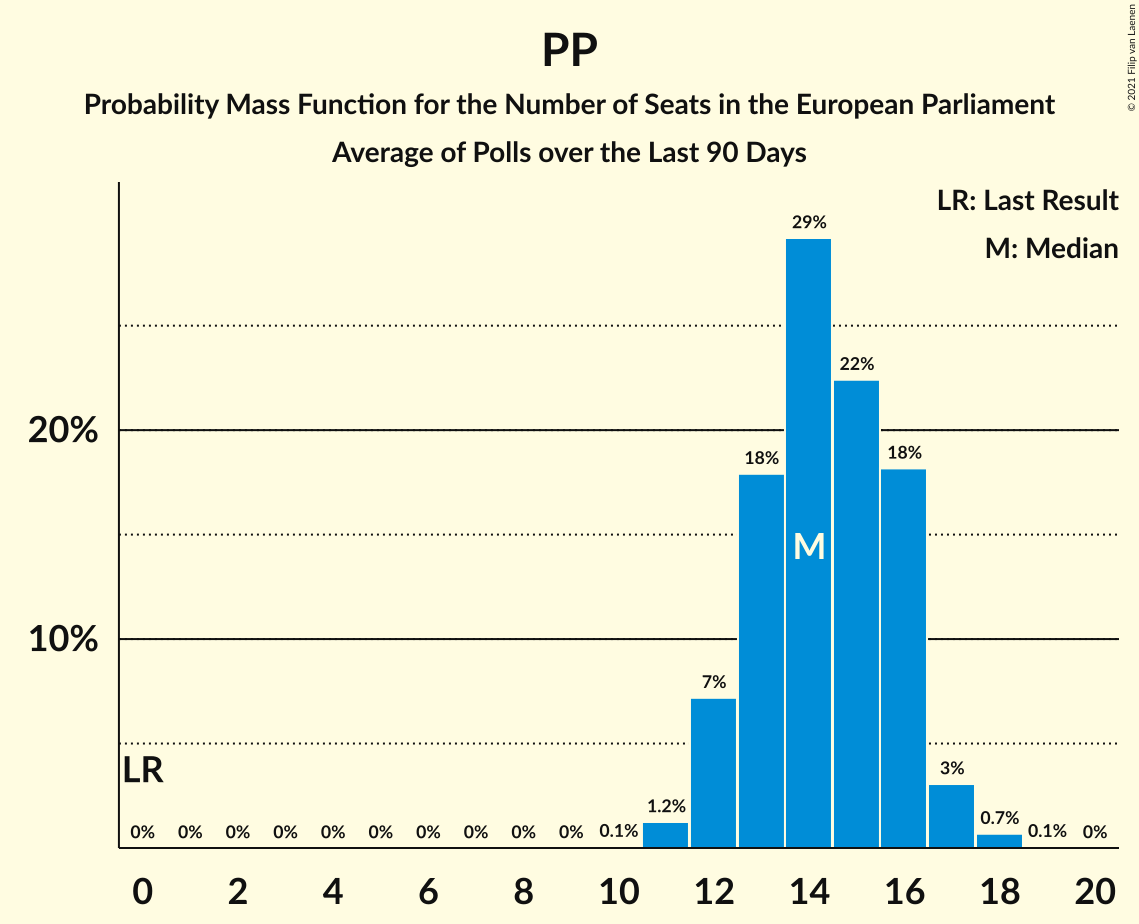 PP
Probability Mass Function for the Number of Seats in the European Parliament
Average of Polls over the Last 90 Days
© 2021 Filip van Laenen
LR: Last Result
M: Median
29%
22%
20%
18%
18%
M
10%
7%
LR
3%
1.2%
0.7%
0% 0% 0% 0% 0% 0% 0% 0% 0% 0% 0.1% 0.1% 0%
0 2 4 6 8 10 12 14 16 18 20